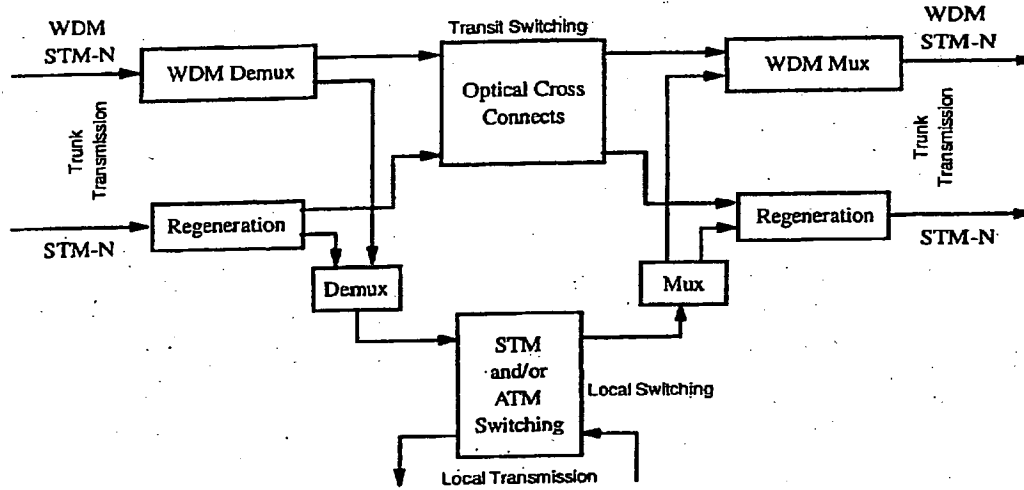 WDM
STM-N
Trunk
Transmission
WDM Demux
Transit Switching
Optical Cross
Connects
WDM Mux
WDM
STM-N
Trunk
Transmission
STM-N
Regeneration
Demux
Mux
Regeneration
STM-N
STM
and/or
ATM
Switching
Local Switching
Local Transmission